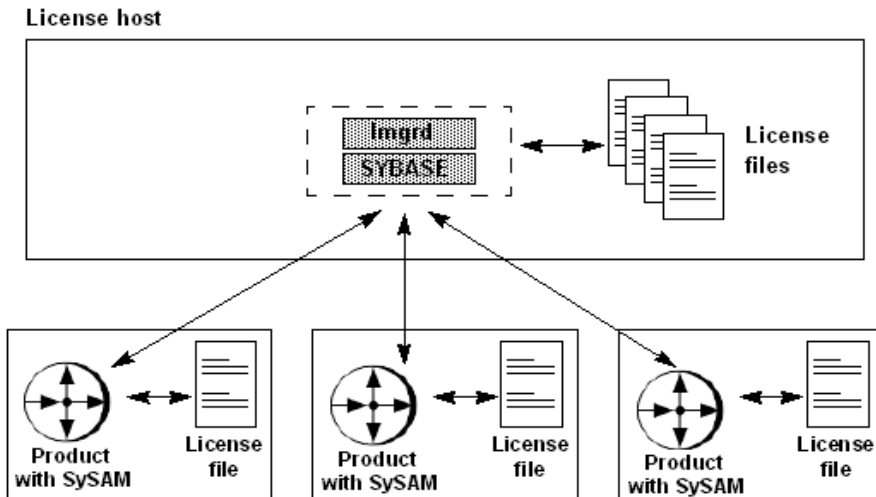 License host
lmgrd
SYBASE
License
files
Product
with SySAM
License
file
Product
with SySAM
License
file
Product
with SySAM
License
file